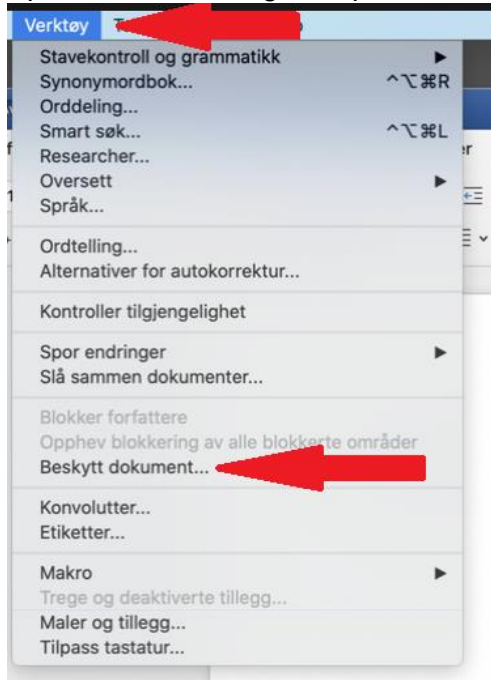 Verktøy
Stavekontroll og grammatikk
Synonymordbok... ^⌥⌘R
Orddeling...
Smart søk... ^⌥⌘L
Researcher...
Oversett
Språk...
Ordtelling...
Alternativer for autokorrektur...
Kontroller tilgjengelighet
Spor endringer
Slå sammen dokumenter...
Blokker forfattere
Opphev blokkering av alle blokkerte områder
Beskytt dokument...
Konvolutter...
Etiketter...
Makro
Trege og deaktiverte tillegg...
Maler og tillegg...
Tilpass tastatur...